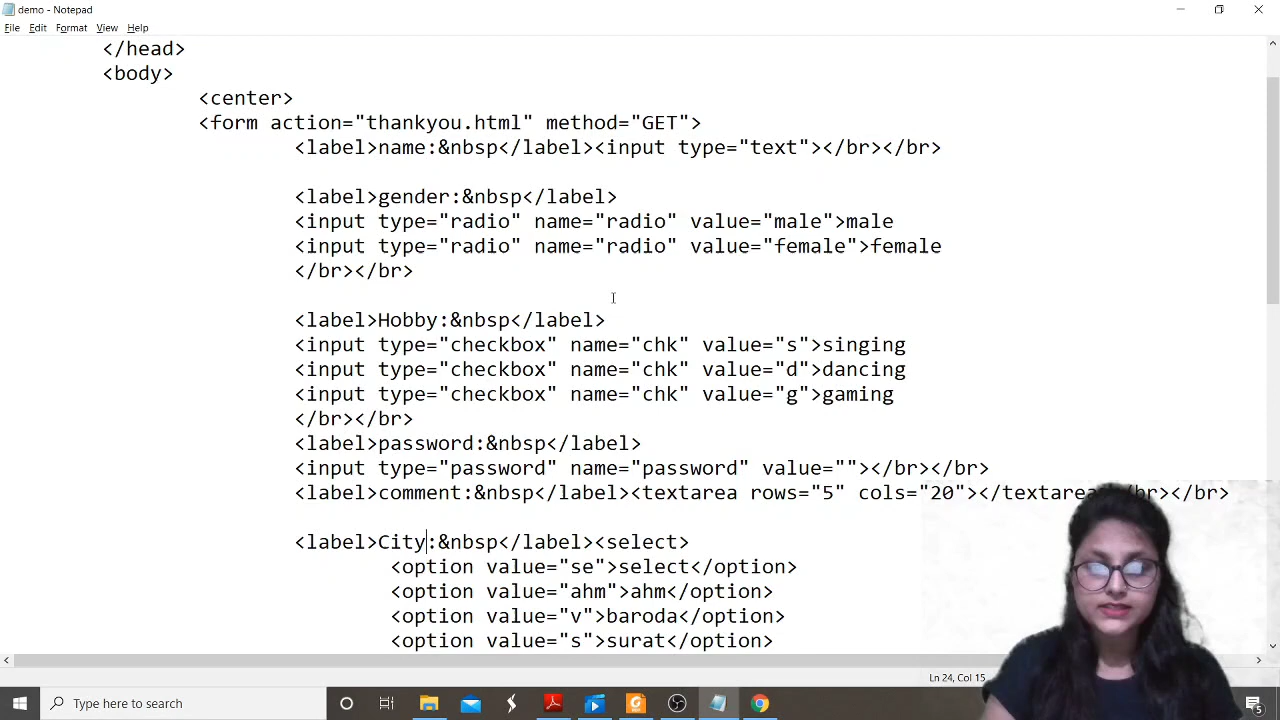 demo - Notepad
File Edit Format View Help
</head>
<body>
<center>
<form action="thankyou.html" method="GET">
<label>name:&nbsp</label><input type="text"></br></br>
<label>gender:&nbsp</label>
<input type="radio" name="radio" value="male">male
<input type="radio" name="radio" value="female">female
</br></br>
<label>Hobby:&nbsp</label>
<input type="checkbox" name="chk" value="s">singing
<input type="checkbox" name="chk" value="d">dancing
<input type="checkbox" name="chk" value="g">gaming
</br></br>
<label>password:&nbsp</label>
<input type="password" name="password" value=""></br></br>
<label>comment:&nbsp</label><textarea rows="5" cols="20"></textarea></br></br>
<label>City:&nbsp</label><select>
<option value="se">select</option>
<option value="ahm">ahm</option>
<option value="v">baroda</option>
<option value="s">surat</option>
Ln 24, Col 15
Type here to search
5